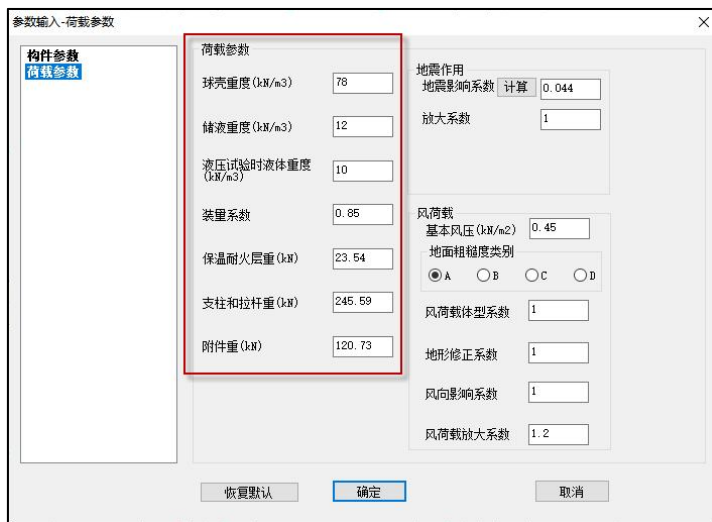 参数输入-荷载参数
构件参数
荷载参数
荷载参数
球壳重度(kN/m3) 78
储液重度(kN/m3) 12
液压试验时液体重度
(kN/m3) 10
装里系数 0.85
保温耐火层重(kN) 23.54
支柱和拉杆重(kN) 245.59
附件重(kN) 120.73
地震作用
地震影响系数 计算 0.044
放大系数 1
风荷载
基本风压(kN/m2) 0.45
地面粗糙度类别
A B C D
风荷载体型系数 1
地形修正系数 1
风向影响系数 1
风荷载放大系数 1.2
恢复默认 确定 取消